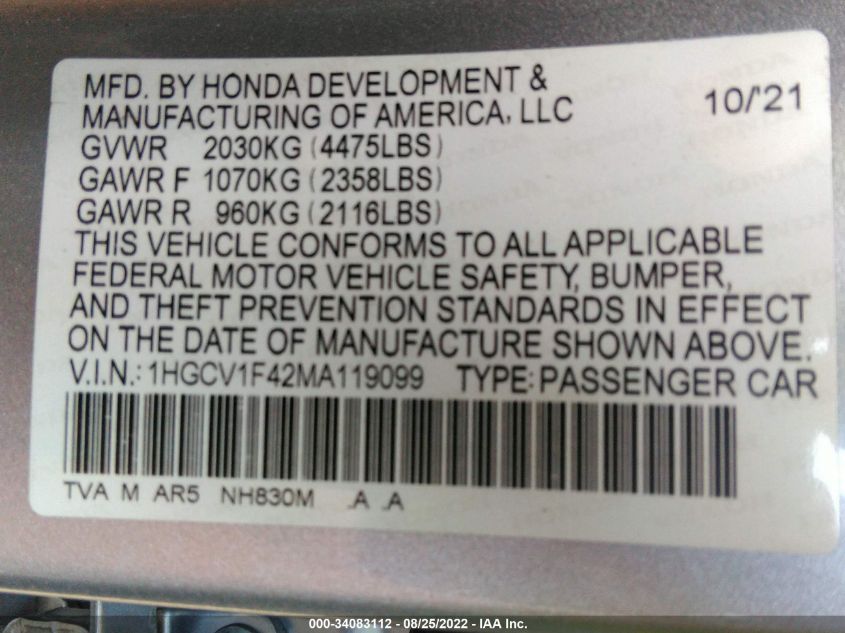 MFD. BY HONDA DEVELOPMENT &
MANUFACTURING OF AMERICA, LLC 10/'21
GVWR 2030KG (4475LBS)
GAWR F 1070KG (2358LBS)
GAWR R 960KG (2116LBS)
THIS VEHICLE CONFORMS TO ALL APPLICABLE
FEDERAL MOTOR VEHICLE SAFETY, BUMPER,
AND THEFT PREVENTION STANDARDS IN EFFECT
ON THE DATE OF MANUFACTURE SHOWN ABOVE.
V.I.N.: 1HGCV1F42MA119099 TYPE: PASSENGER CAR
TVA M AR5 NH830M .A .A
000-34083112 - 08/25/2022 - IAA Inc.